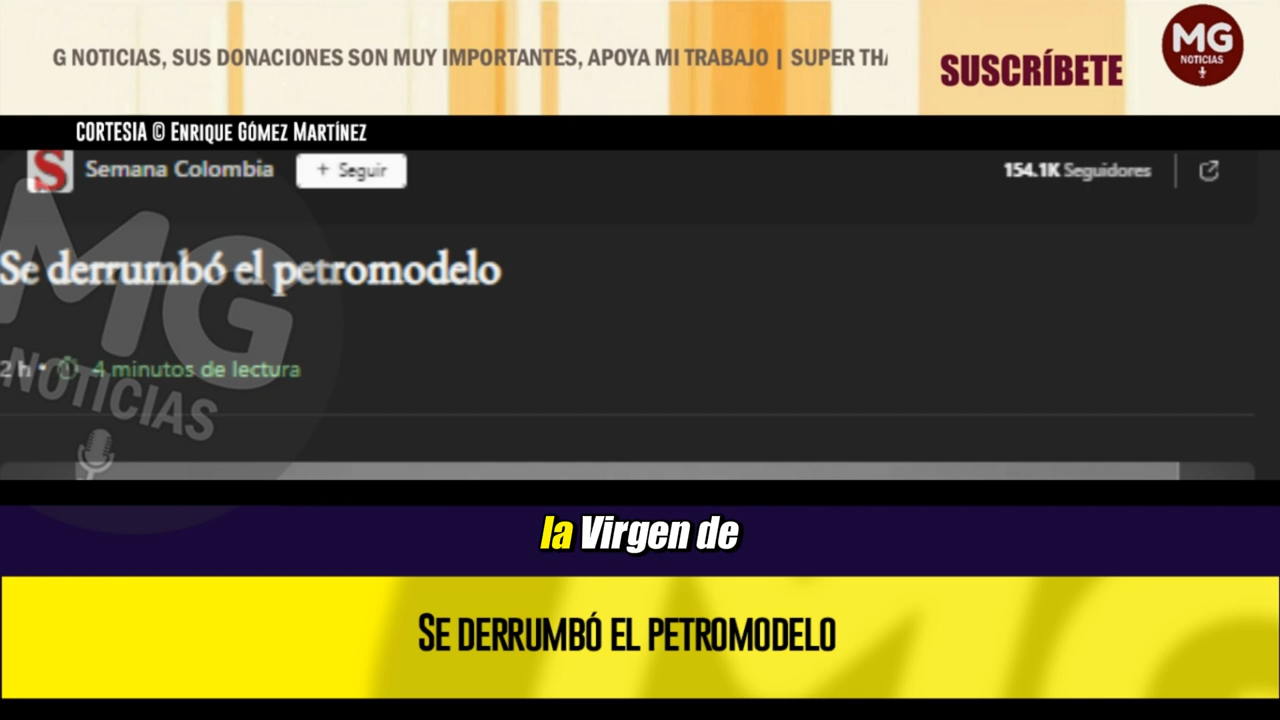 G NOTICIAS, SUS DONACIONES SON MUY IMPORTANTES, APOYA MI TRABAJO | SUPER THA
SUSCRÍBETE
MG
NOTICIAS
CORTESIA © ENRIQUE GÓMEZ MARTÍNEZ
S Semana Colombia + Seguir
154.1K Seguidores
Se derrumbó el petromodelo
2 h • 4 minutos de lectura
MG
NOTICIAS
la Virgen de
SE DERRUMBÓ EL PETROMODELO